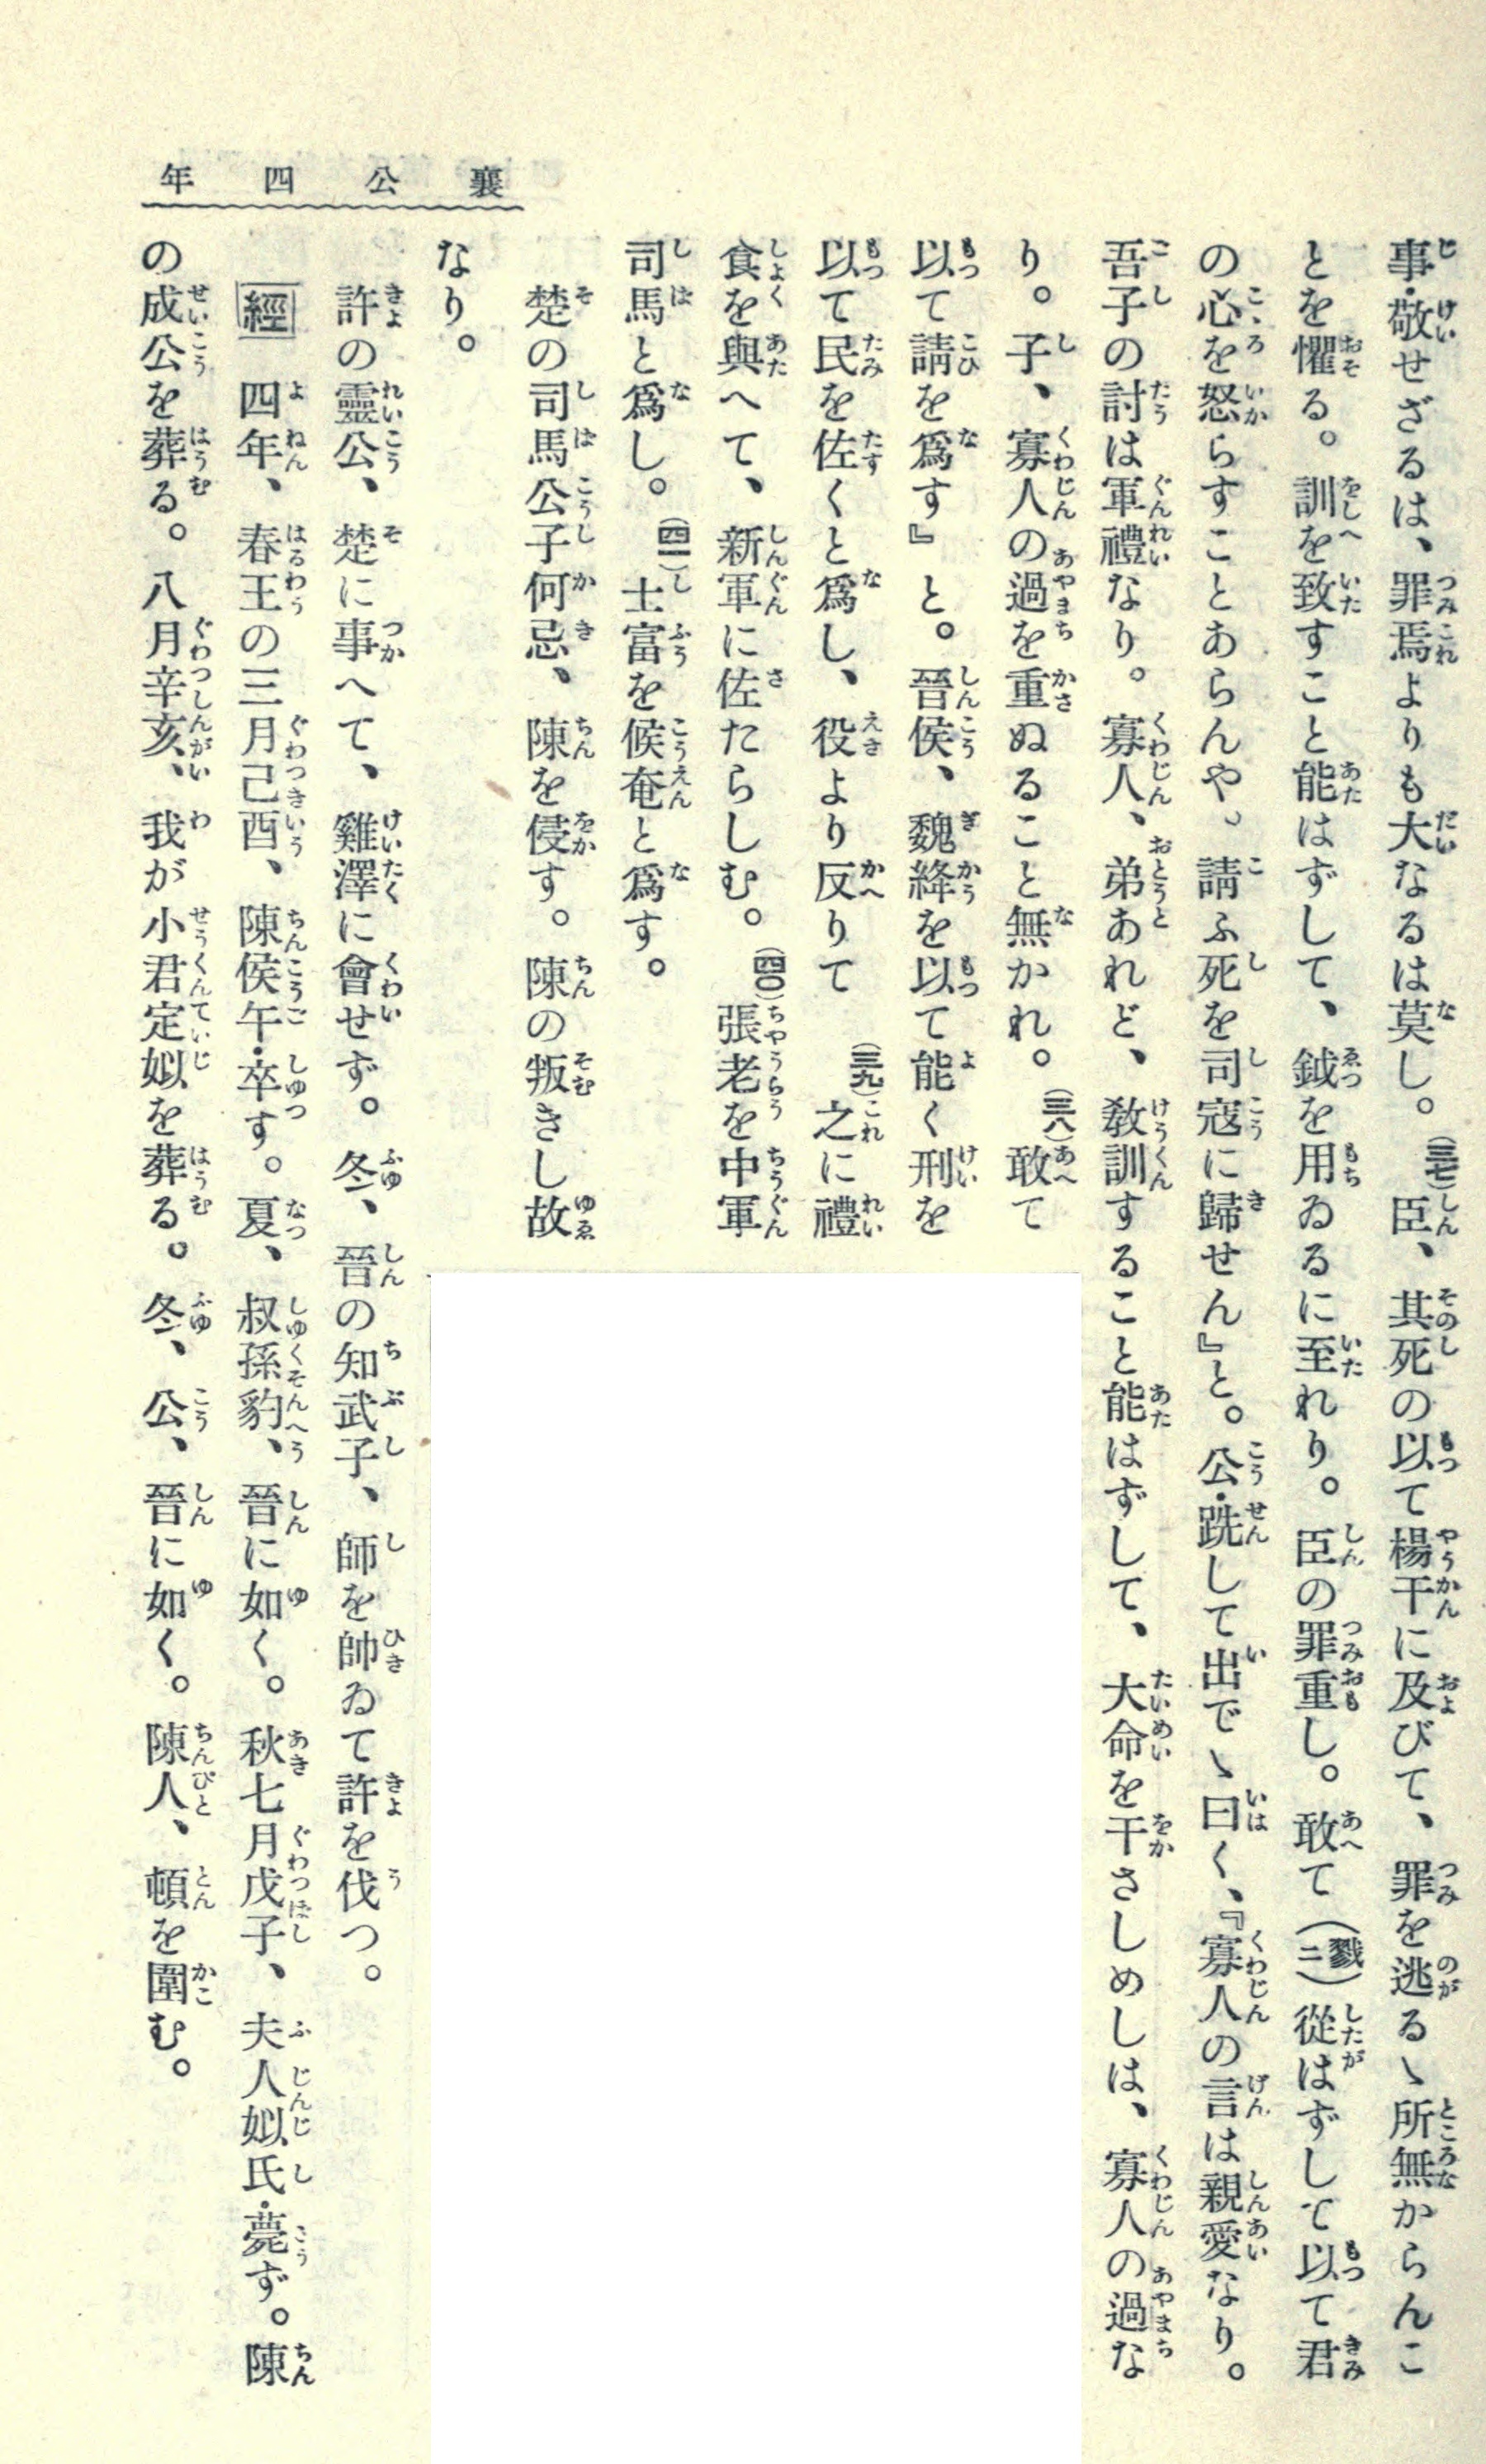 事・敬せざるは、罪焉よりも大なるは莫し。(三七)臣、其死の以て楊干に及びて、罪を逃るゝ所無からんこ
とを懼る。訓を致すこと能はずして、鉞を用ゐるに至れり。臣の罪重し。敢て(戮二)從はずして以て君
の心を怒らすことあらんや。請ふ死を司寇に歸せん』と。公・跣して出でゝ曰く、『寡人の言は親愛なり。
吾子の討は軍禮なり。寡人、弟あれど、敎訓すること能はずして、大命を干さしめしは、寡人の過な
り。子、寡人の過を重ぬること無かれ。(三八)敢て
以て請を爲す』と。晉侯、魏絳を以て能く刑を
以て民を佐くと爲し、役より反りて(三九)之に禮
食を與へて、新軍に佐たらしむ。(四〇)張老を中軍
司馬と爲し。(四一)士富を候奄と爲す。
楚の司馬公子何忌、陳を侵す。陳の叛きし故
なり。
許の靈公、楚に事へて、雞澤に會せず。冬、晉の知武子、師を帥ゐて許を伐つ。
經 四年、春王の三月己酉、陳侯午・卒す。夏、叔孫豹、晉に如く。秋七月戊子、夫人姒氏・薨ず。陳
の成公を葬る。八月辛亥、我が小君定姒を葬る。冬、公、晉に如く。陳人、頓を圍む。
襄公四年